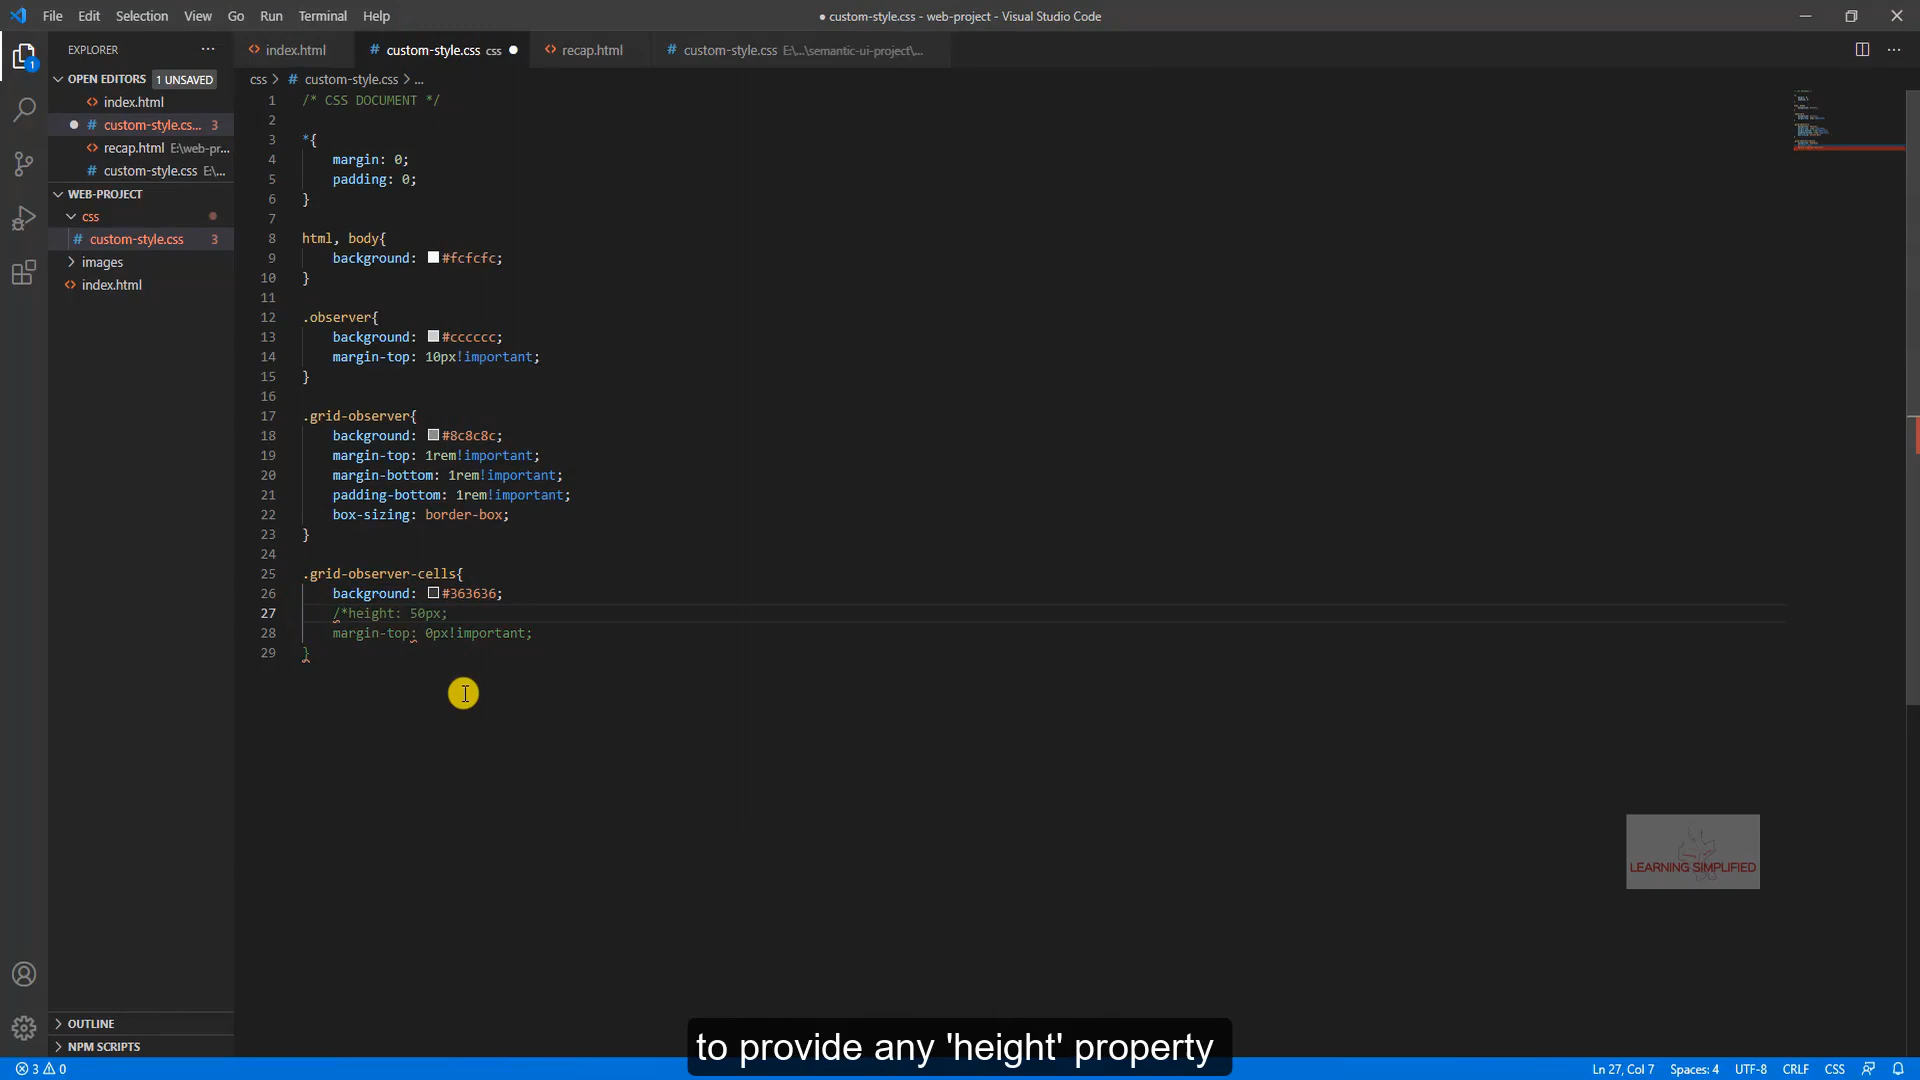 File Edit Selection View Go Run Terminal Help
● custom-style.css - web-project - Visual Studio Code
EXPLORER
index.html
# custom-style.css css
recap.html
# custom-style.css E:\...\semantic-ui-project\...
OPEN EDITORS 1 UNSAVED
index.html
# custom-style.cs... 3
recap.html E:\web-pr...
# custom-style.css E:\...
WEB-PROJECT
css
# custom-style.css 3
images
index.html
OUTLINE
NPM SCRIPTS
1
css > # custom-style.css > ...
1 /* CSS DOCUMENT */
2
3 *{
4 margin: 0;
5 padding: 0;
6 }
7
8 html, body{
9 background: #fcfcfc;
10 }
11
12 .observer{
13 background: #cccccc;
14 margin-top: 10px!important;
15 }
16
17 .grid-observer{
18 background: #8c8c8c;
19 margin-top: 1rem!important;
20 margin-bottom: 1rem!important;
21 padding-bottom: 1rem!important;
22 box-sizing: border-box;
23 }
24
25 .grid-observer-cells{
26 background: #363636;
27 /*height: 50px;
28 margin-top: 0px!important;
29 }
LEARNING SIMPLIFIED
to provide any 'height' property
3 0
Ln 27, Col 7 Spaces: 4 UTF-8 CRLF CSS